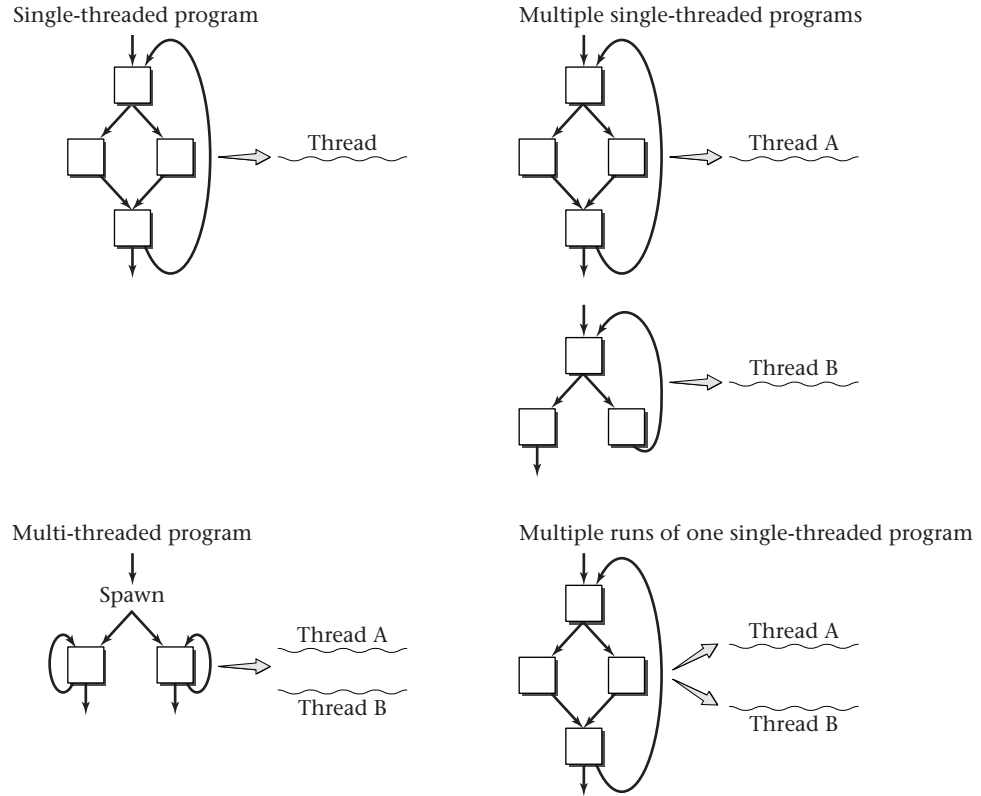 Single-threaded program
Thread
Multiple single-threaded programs
Thread A
Thread B
Multi-threaded program
Spawn
Thread A
Thread B
Multiple runs of one single-threaded program
Thread A
Thread B